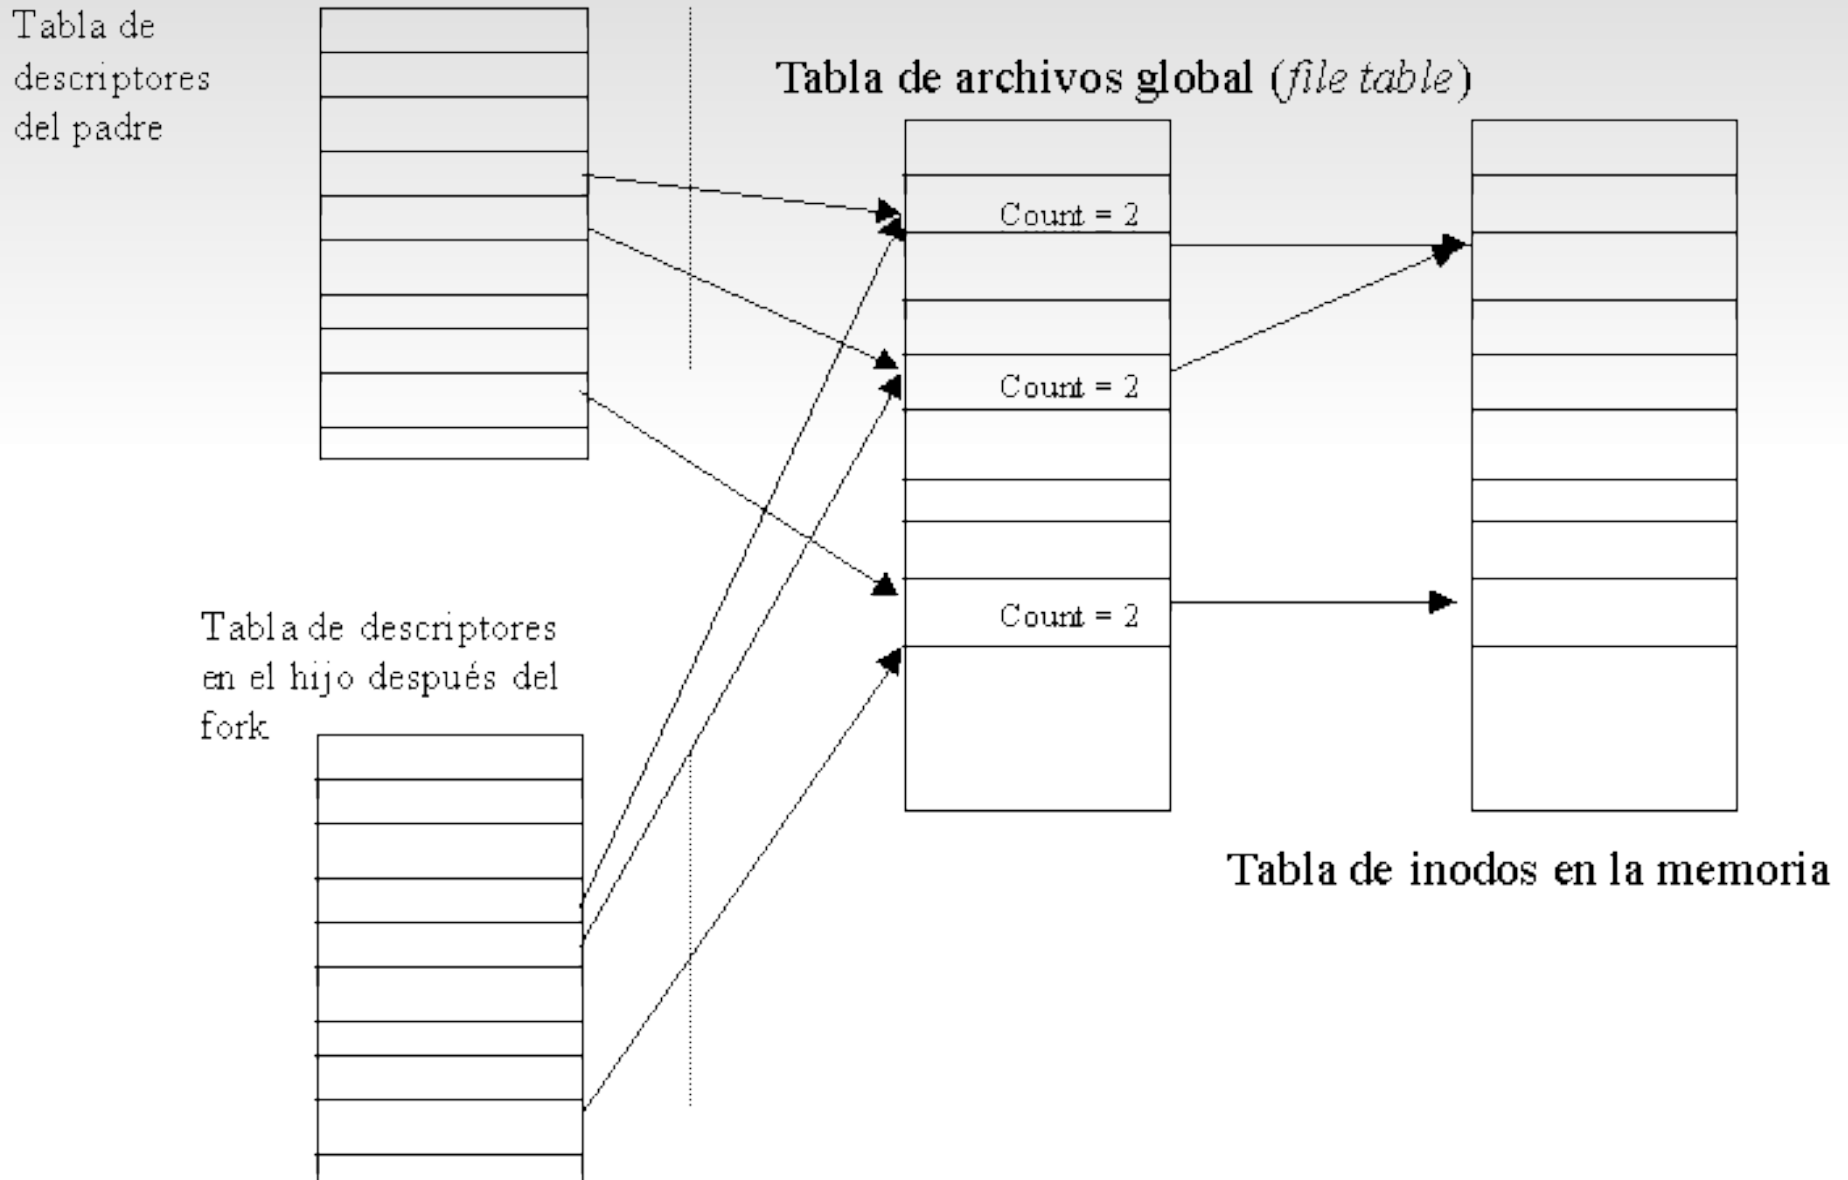 Tabla de
descriptores
del padre
Tabla de archivos global (file table)
Count = 2
Count = 2
Count = 2
Tabla de descriptores
en el hijo después del
fork
Tabla de inodos en la memoria